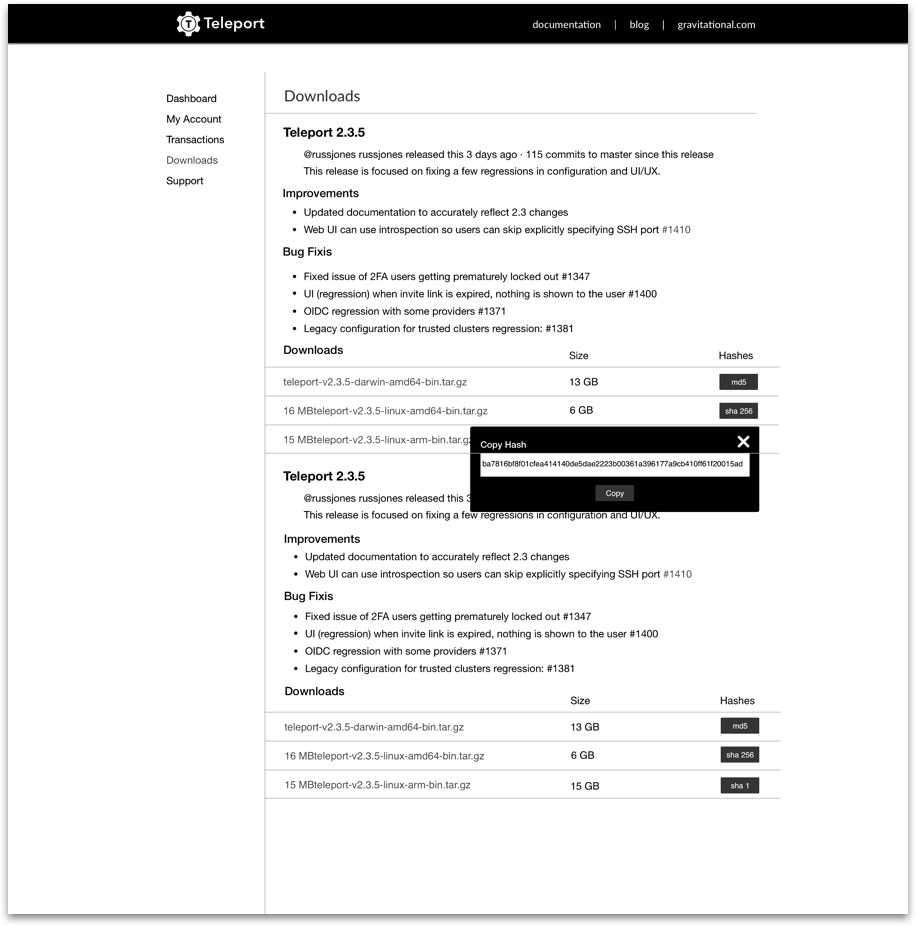 Teleport
documentation | blog | gravitational.com
Dashboard
My Account
Transactions
Downloads
Support
Downloads
Teleport 2.3.5
@russjones russjones released this 3 days ago · 115 commits to master since this release
This release is focused on fixing a few regressions in configuration and UI/UX.
Improvements
• Updated documentation to accurately reflect 2.3 changes
• Web UI can use introspection so users can skip explicitly specifying SSH port #1410
Bug Fixis
• Fixed issue of 2FA users getting prematurely locked out #1347
• UI (regression) when invite link is expired, nothing is shown to the user #1400
• OIDC regression with some providers #1371
• Legacy configuration for trusted clusters regression: #1381
Downloads Size Hashes
teleport-v2.3.5-darwin-amd64-bin.tar.gz 13 GB md5
16 MBteleport-v2.3.5-linux-amd64-bin.tar.gz 6 GB sha 256
15 MBteleport-v2.3.5-linux-arm-bin.tar.gz
Copy Hash
ba7816bf8f01cfea414140de5dae2223b00361a396177a9cb410ff61f20015ad
Copy
Teleport 2.3.5
@russjones russjones released this 3
This release is focused on fixing a few regressions in configuration and UI/UX.
Improvements
• Updated documentation to accurately reflect 2.3 changes
• Web UI can use introspection so users can skip explicitly specifying SSH port #1410
Bug Fixis
• Fixed issue of 2FA users getting prematurely locked out #1347
• UI (regression) when invite link is expired, nothing is shown to the user #1400
• OIDC regression with some providers #1371
• Legacy configuration for trusted clusters regression: #1381
Downloads Size Hashes
teleport-v2.3.5-darwin-amd64-bin.tar.gz 13 GB md5
16 MBteleport-v2.3.5-linux-amd64-bin.tar.gz 6 GB sha 256
15 MBteleport-v2.3.5-linux-arm-bin.tar.gz 15 GB sha 1